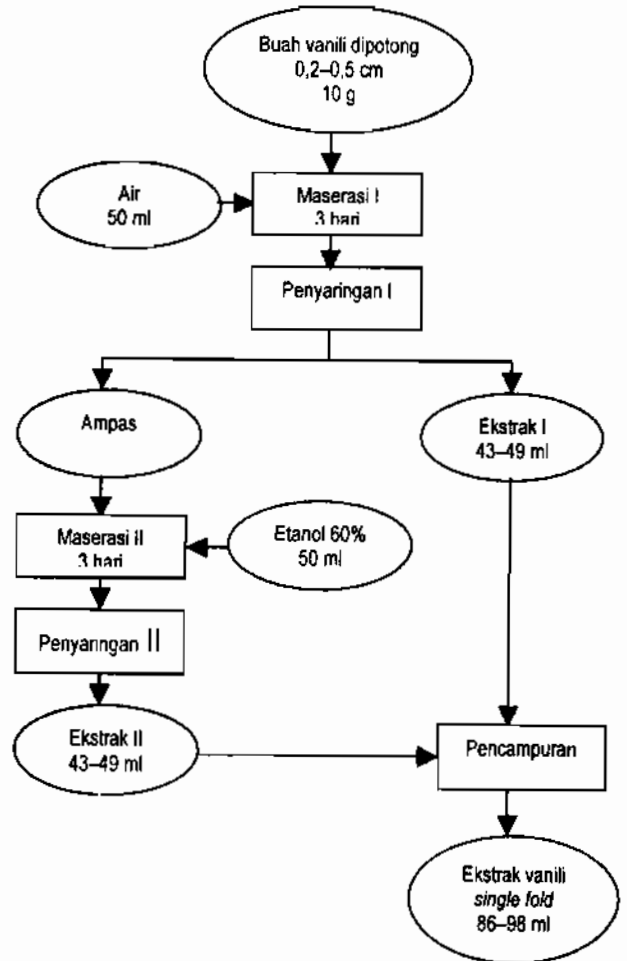 Buah vanili dipotong
0,2–0,5 cm
10 g
Air
50 ml
Maserasi I
3 hari
Penyaringan I
Ampas
Ekstrak I
43–49 ml
Maserasi II
3 hari
Etanol 60%
50 ml
Penyaringan II
Ekstrak II
43–49 ml
Pencampuran
Ekstrak vanili
single fold
86–98 ml